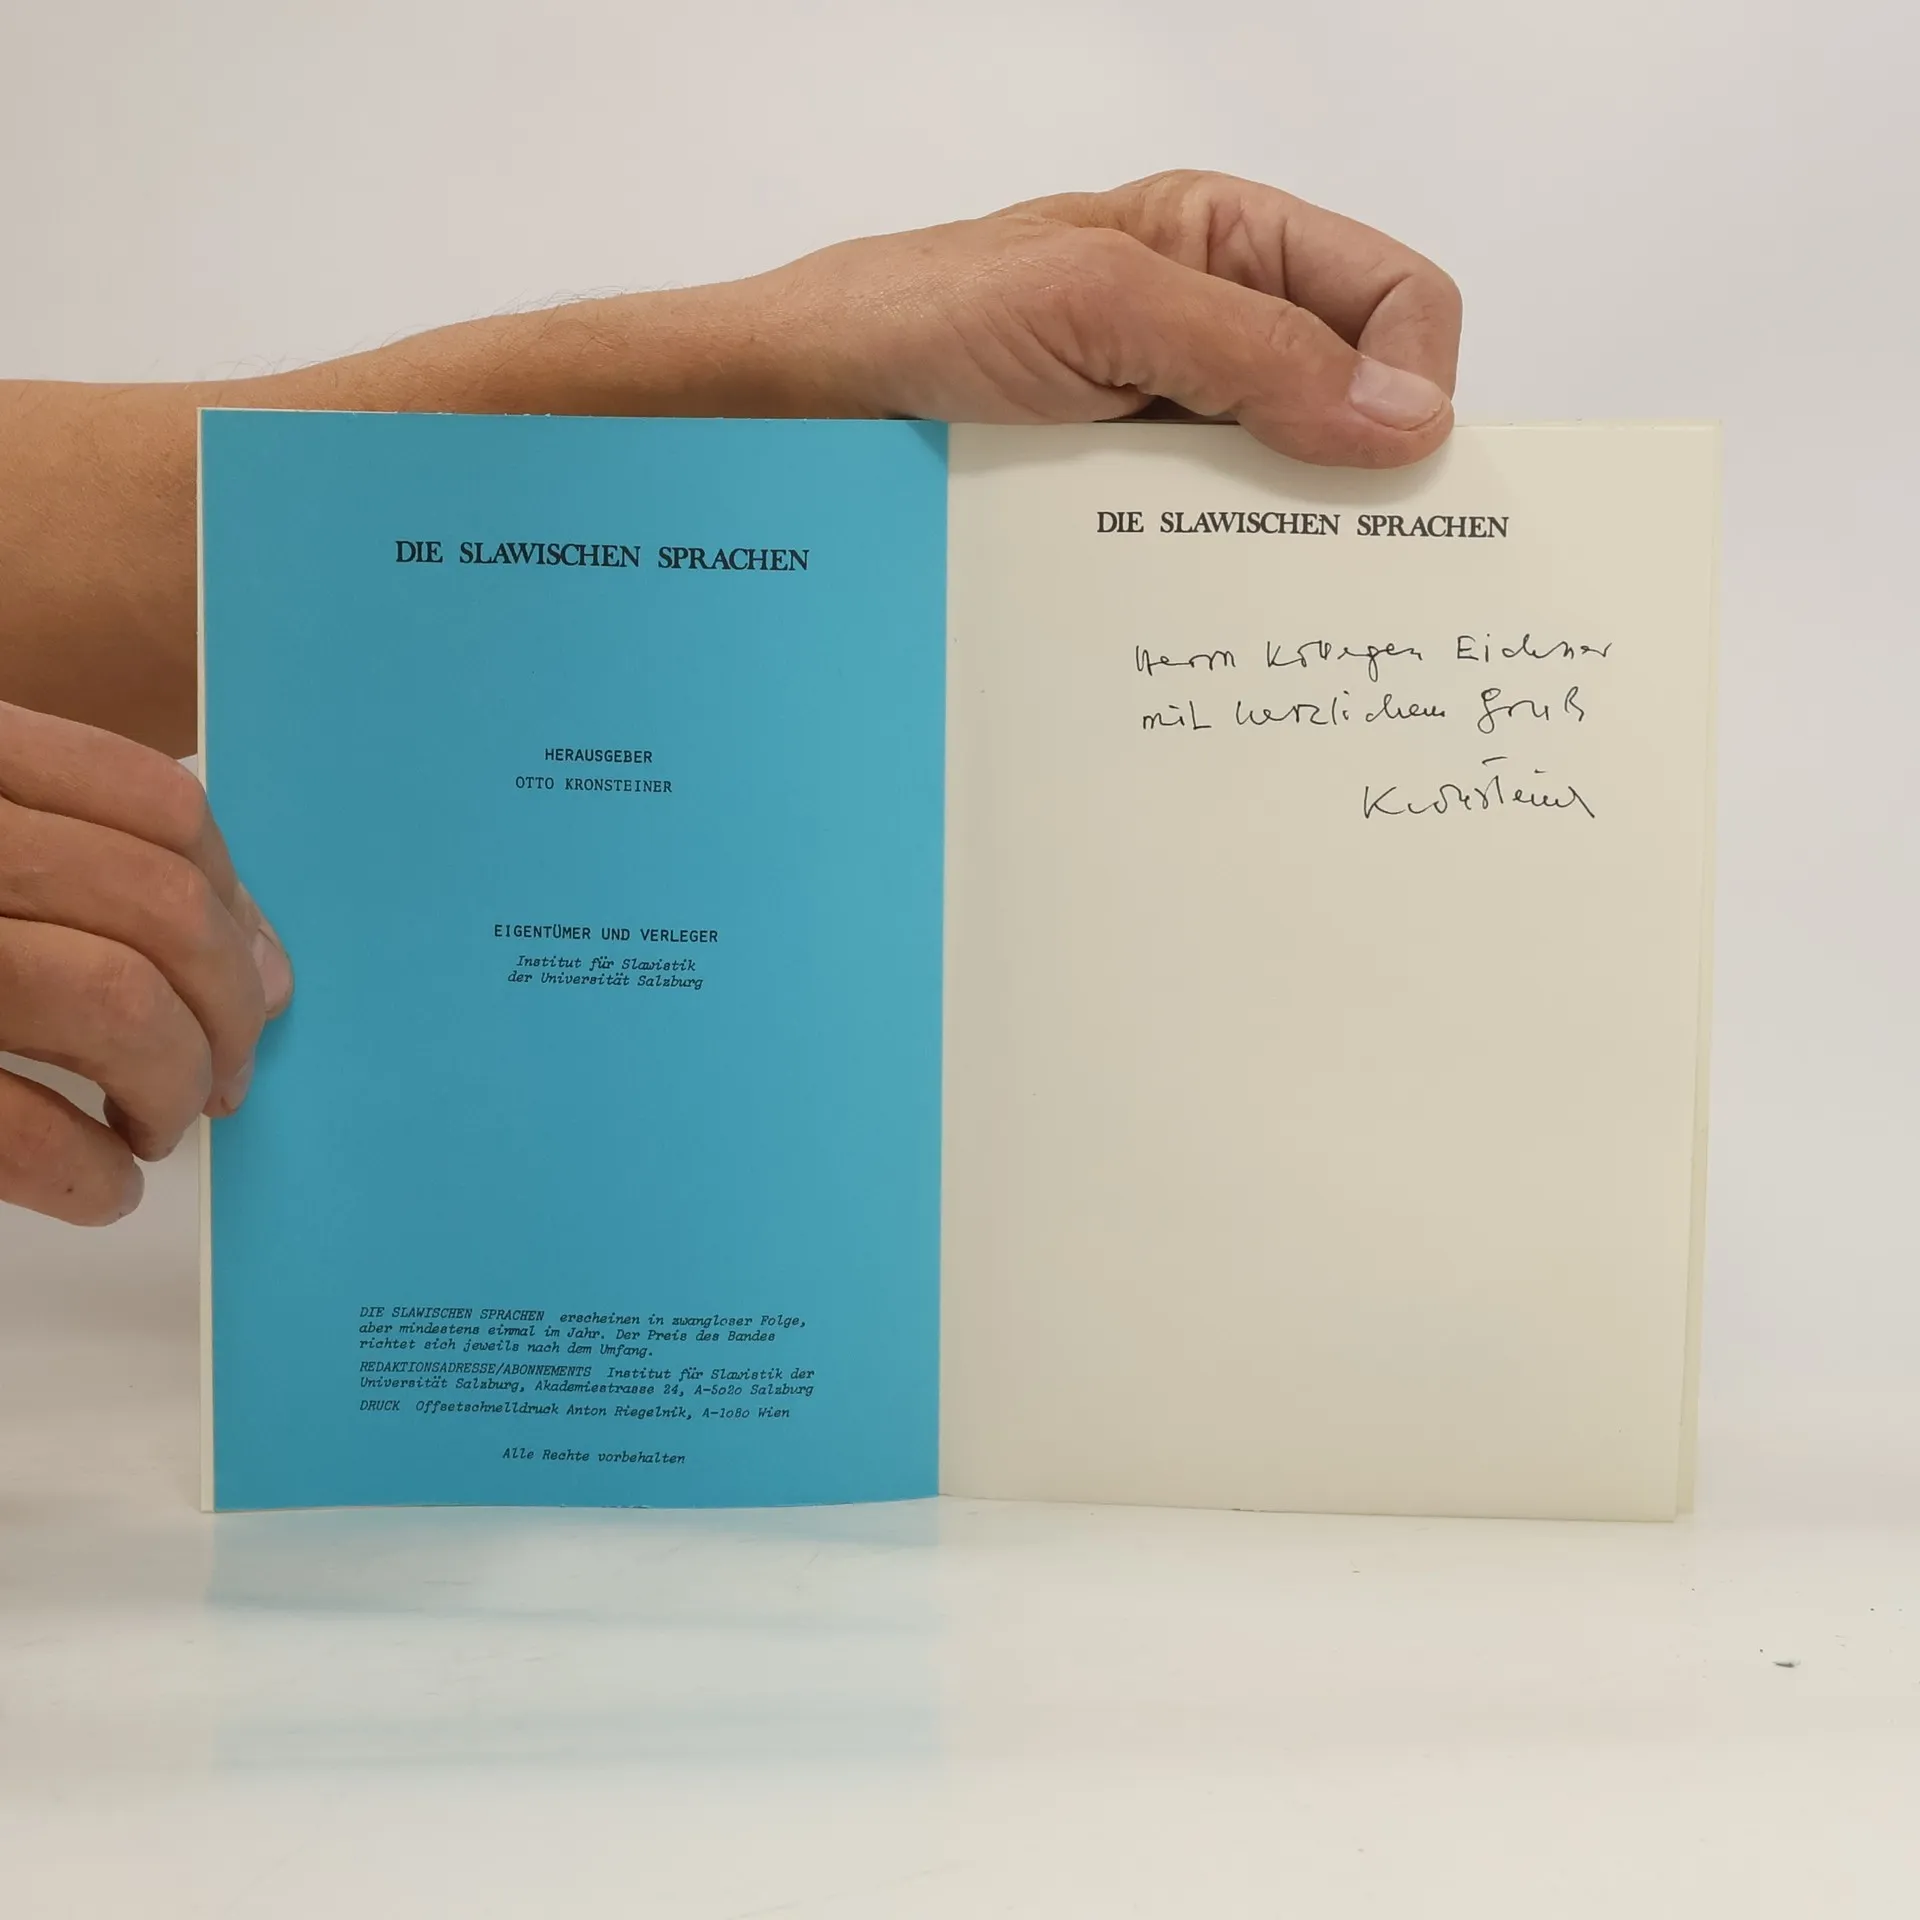 DIE SLAWISCHEN SPRACHEN
HERAUSGEBER
OTTO KRONSTEINER
EIGENTÜMER UND VERLEGER
Institut für Slawistik
der Universität Salzburg
DIE SLAWISCHEN SPRACHEN erscheinen in zwangloser Folge,
aber mindestens einmal im Jahr. Der Preis des Bandes
richtet sich jeweils nach dem Umfang.
REDAKTIONSADRESSE/ABONNEMENTS Institut für Slawistik der
Universität Salzburg, Akademiestrasse 24, A-5020 Salzburg
DRUCK Offsetschnelldruck Anton Riegelnik, A-1080 Wien
Alle Rechte vorbehalten
DIE SLAWISCHEN SPRACHEN
Herrn Kollegen Eichner
mit herzlichem Gruß
Kronsteiner